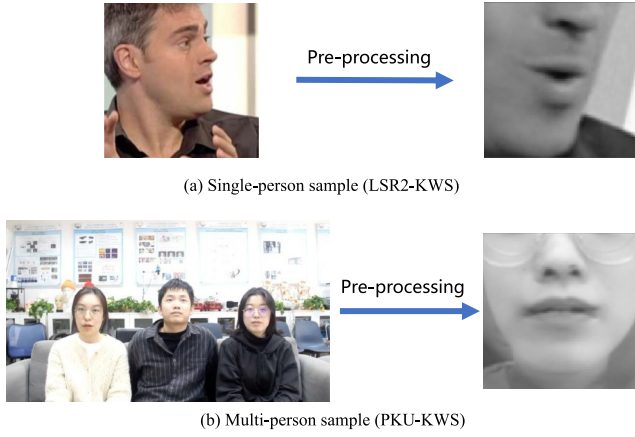 Pre-processing
(a) Single-person sample (LSR2-KWS)
Pre-processing
(b) Multi-person sample (PKU-KWS)